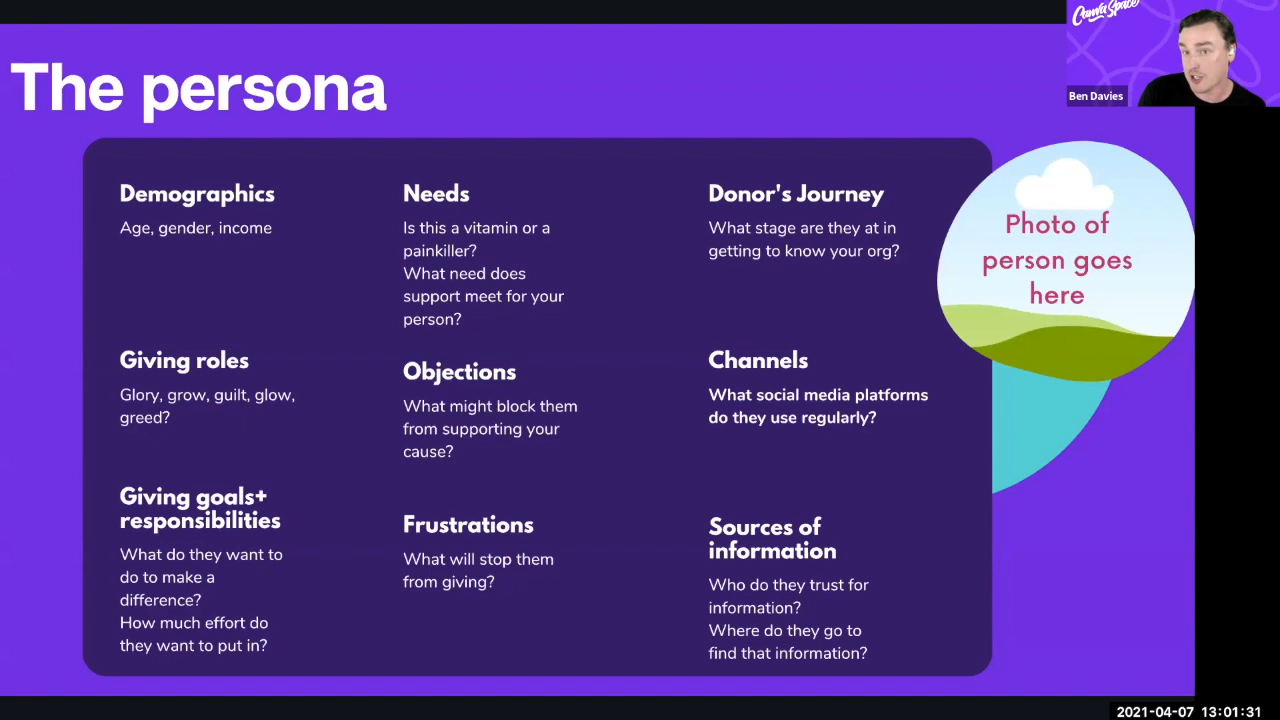 The persona
Canva Space
Ben Davies
Demographics
Age, gender, income
Giving roles
Glory, grow, guilt, glow,
greed?
Giving goals+
responsibilities
What do they want to
do to make a
difference?
How much effort do
they want to put in?
Needs
Is this a vitamin or a
painkiller?
What need does
support meet for your
person?
Objections
What might block them
from supporting your
cause?
Frustrations
What will stop them
from giving?
Donor's Journey
What stage are they at in
getting to know your org?
Channels
What social media platforms
do they use regularly?
Sources of
information
Who do they trust for
information?
Where do they go to
find that information?
Photo of
person goes
here
2021-04-07 13:01:31